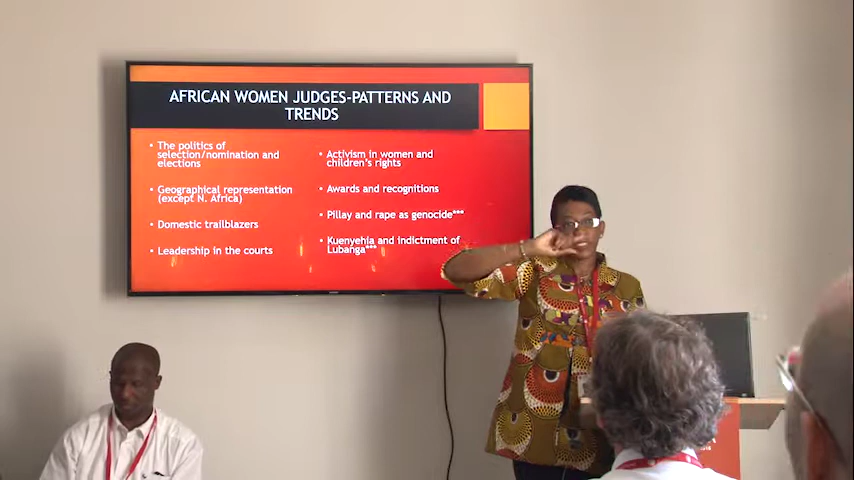 AFRICAN WOMEN JUDGES-PATTERNS AND
TRENDS
• The politics of
selection/nomination and
elections
• Geographical representation
(except N. Africa)
• Domestic trailblazers
• Leadership in the courts
• Activism in women and
children's rights
• Awards and recognitions
• Pillay and rape as genocide***
• Kuenyehia and indictment of
Lubanga***